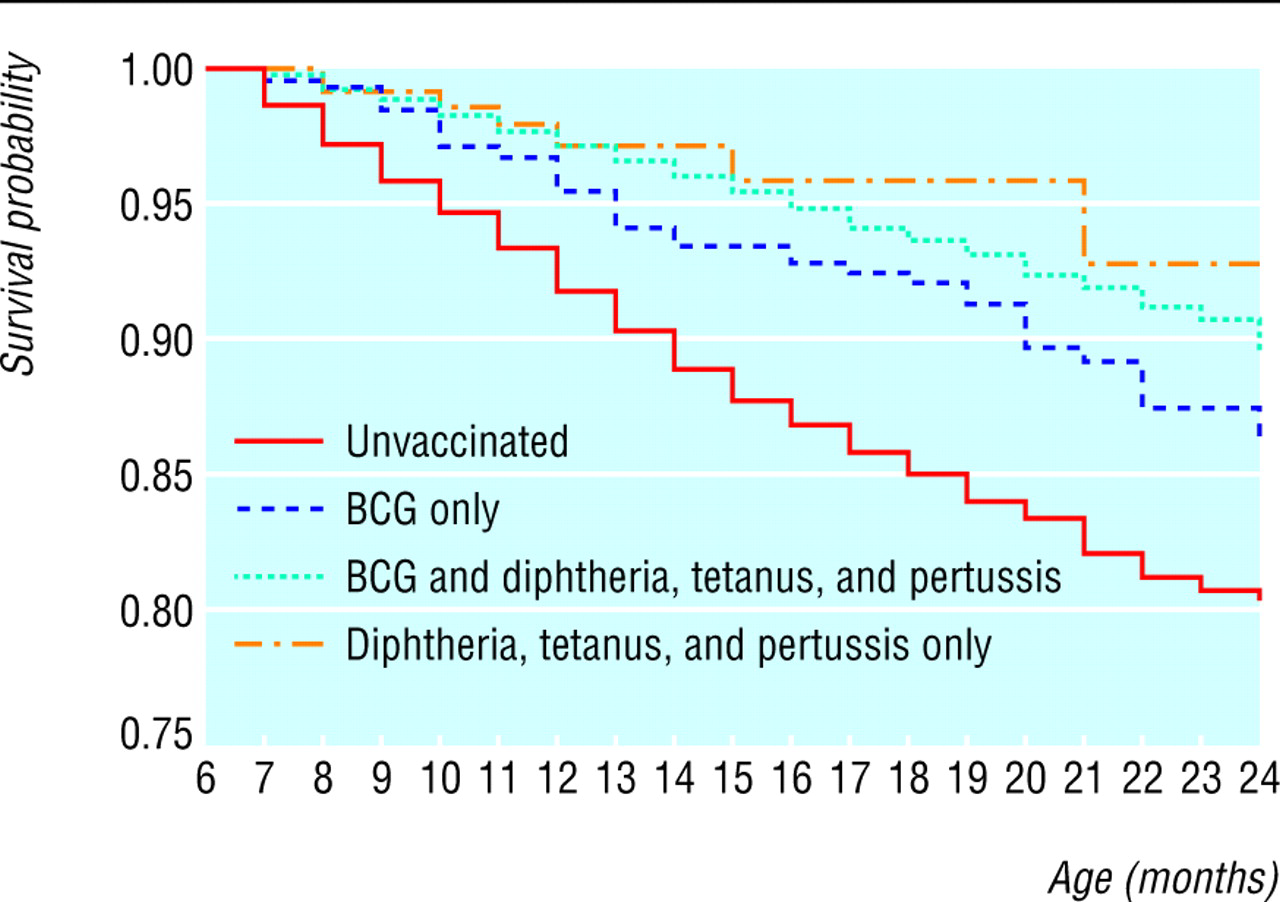 Survival probability
1.00
0.95
0.90
0.85
0.80
0.75
Unvaccinated
BCG only
BCG and diphtheria, tetanus, and pertussis
Diphtheria, tetanus, and pertussis only
6 7 8 9 10 11 12 13 14 15 16 17 18 19 20 21 22 23 24
Age (months)